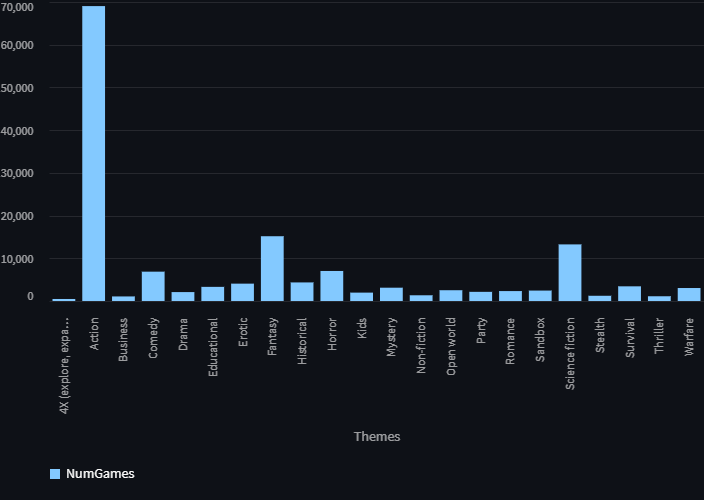 70,000
60,000
50,000
40,000
30,000
20,000
10,000
0
4X (explore, expa...
Action
Business
Comedy
Drama
Educational
Erotic
Fantasy
Historical
Horror
Kids
Mystery
Non-fiction
Open world
Party
Romance
Sandbox
Science fiction
Stealth
Survival
Thriller
Warfare
Themes
NumGames